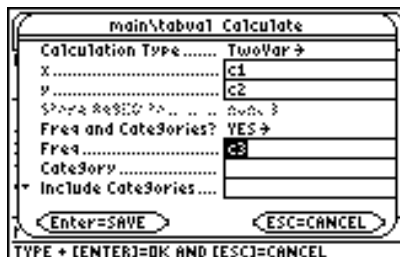 main\tabval Calculate
Calculation Type ....... TwoVar →
x ........................ c1
y ........................ c2
Freq and Categories? YES →
Freq ..................... c3
Category .................
Include Categories ....
Enter=SAVE ESC=CANCEL
TYPE + [ENTER]=OK AND [ESC]=CANCEL